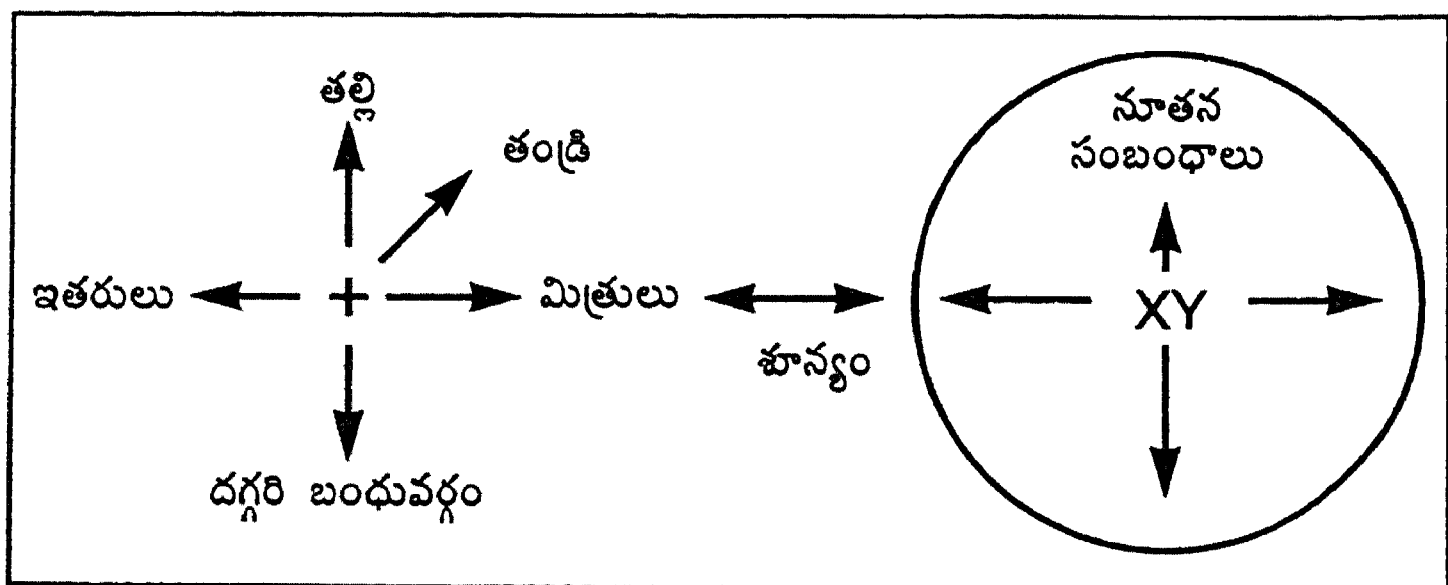 తల్లి
తండ్రి
ఇతరులు
మిత్రులు
శూన్యం
దగ్గరి బంధువర్గం
నూతన
సంబంధాలు
XY